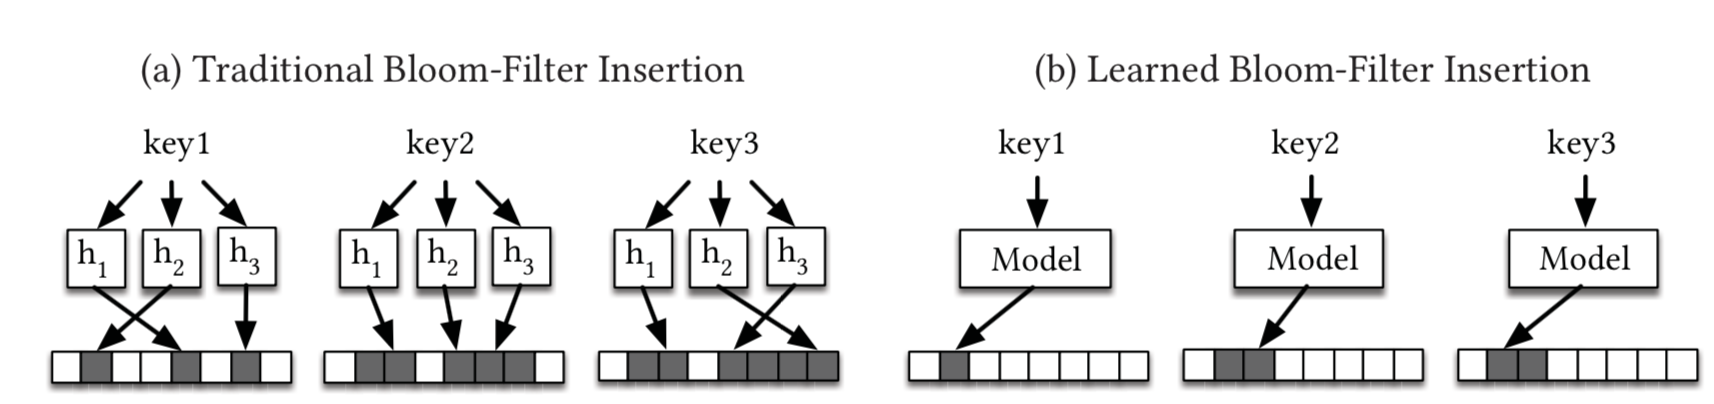 (a) Traditional Bloom-Filter Insertion
(b) Learned Bloom-Filter Insertion
key1 key2 key3
key1 key2 key3
h1 h2 h3 h1 h2 h3 h1 h2 h3
Model Model Model